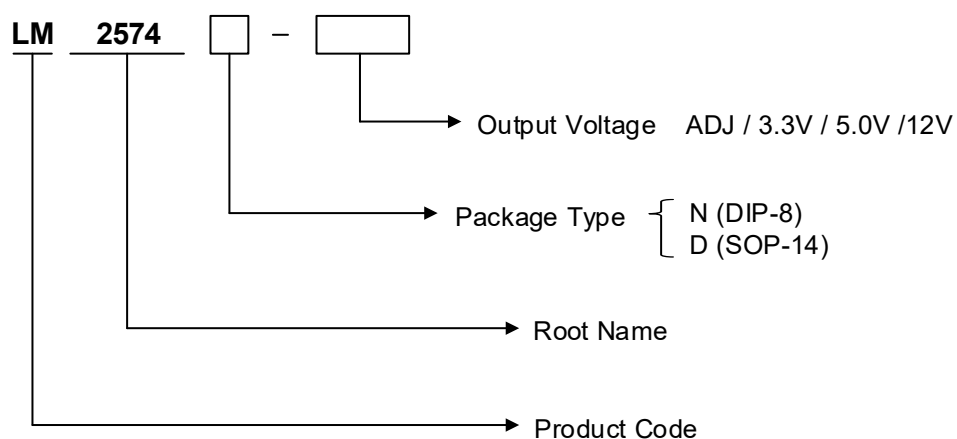 LM 2574 –
Output Voltage ADJ / 3.3V / 5.0V /12V
Package Type N (DIP-8)
D (SOP-14)
Root Name
Product Code